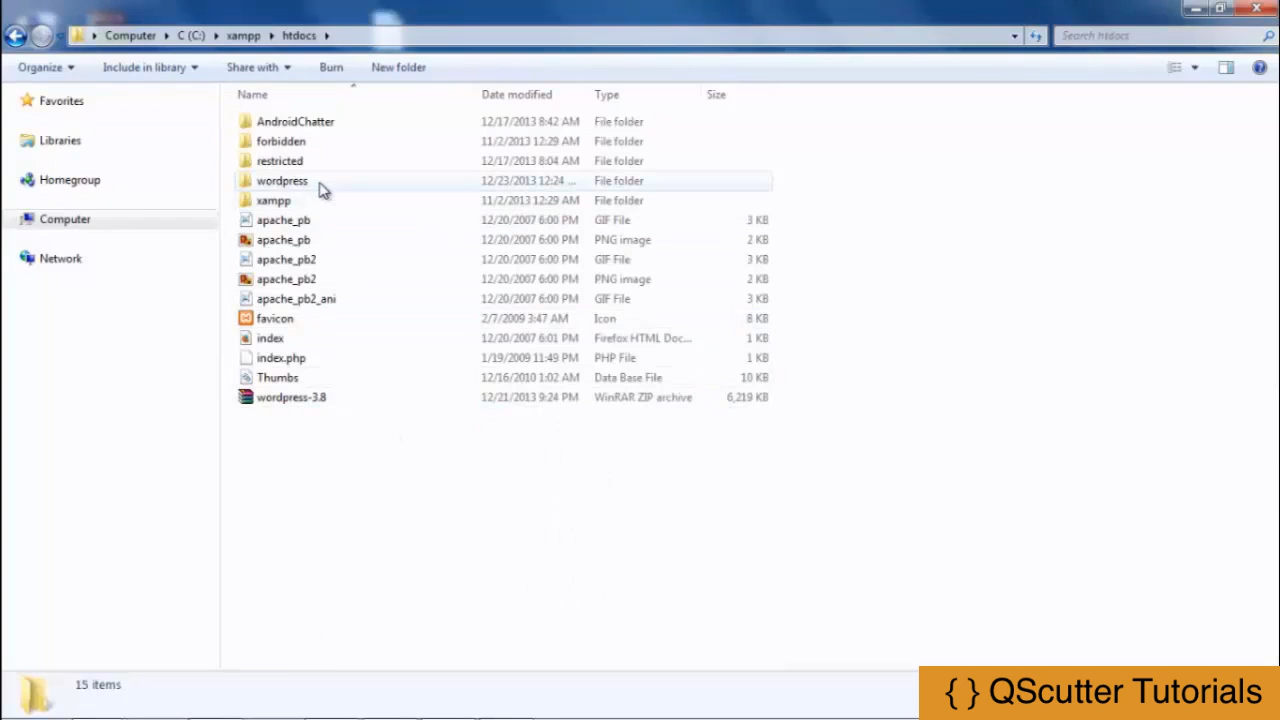 Computer C (C:) xampp htdocs Search htdocs
Organize Include in library Share with Burn New folder
Name Date modified Type Size
Favorites
Libraries
Homegroup
Computer
Network
AndroidChatter 12/17/2013 8:42 AM File folder
forbidden 11/2/2013 12:29 AM File folder
restricted 12/17/2013 8:04 AM File folder
wordpress 12/23/2013 12:24 ... File folder
xampp 11/2/2013 12:29 AM File folder
apache_pb 12/20/2007 6:00 PM GIF File 3 KB
apache_pb 12/20/2007 6:00 PM PNG image 2 KB
apache_pb2 12/20/2007 6:00 PM GIF File 3 KB
apache_pb2 12/20/2007 6:00 PM PNG image 2 KB
apache_pb2_ani 12/20/2007 6:00 PM GIF File 3 KB
favicon 2/7/2009 3:47 AM Icon 8 KB
index 12/20/2007 6:01 PM Firefox HTML Doc... 1 KB
index.php 1/19/2009 11:49 PM PHP File 1 KB
Thumbs 12/16/2010 1:02 AM Data Base File 10 KB
wordpress-3.8 12/21/2013 9:24 PM WinRAR ZIP archive 6,219 KB
15 items
{ } QScutter Tutorials